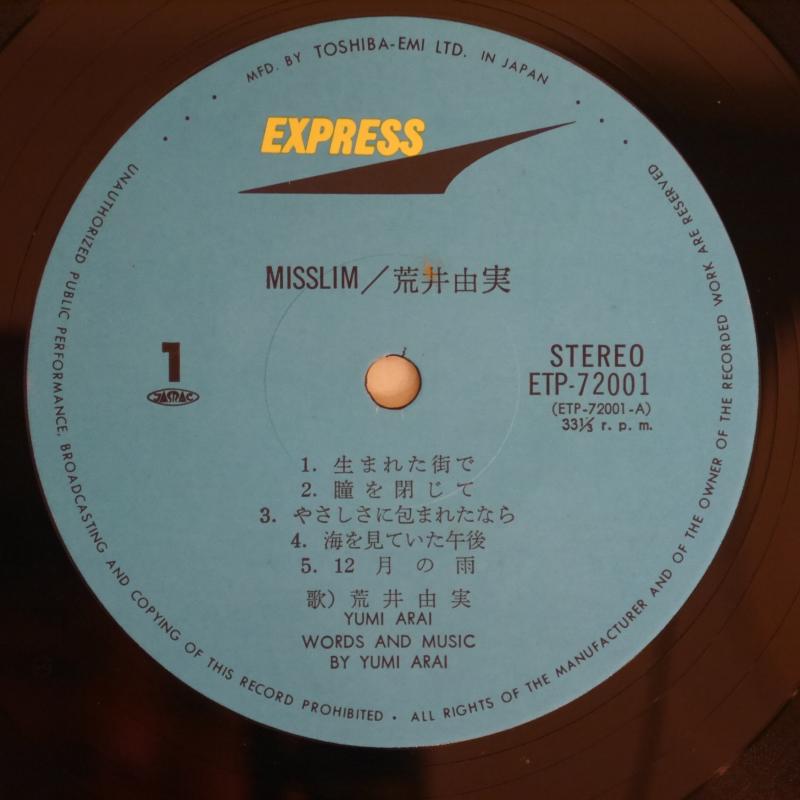 MFD. BY TOSHIBA-EMI LTD. IN JAPAN
EXPRESS
MISSLIM/荒井由実
1
JASRAC
STEREO
ETP-72001
(ETP-72001-A)
33⅓ r. p. m.
1. 生まれた街で
2. 瞳を閉じて
3. やさしさに包まれたなら
4. 海を見ていた午後
5. 12月の雨
歌) 荒井由実
YUMI ARAI
WORDS AND MUSIC
BY YUMI ARAI
UNAUTHORIZED PUBLIC PERFORMANCE, BROADCASTING AND COPYING OF THIS RECORD PROHIBITED • ALL RIGHTS OF THE MANUFACTURER AND OF THE OWNER OF THE RECORDED WORK ARE RESERVED